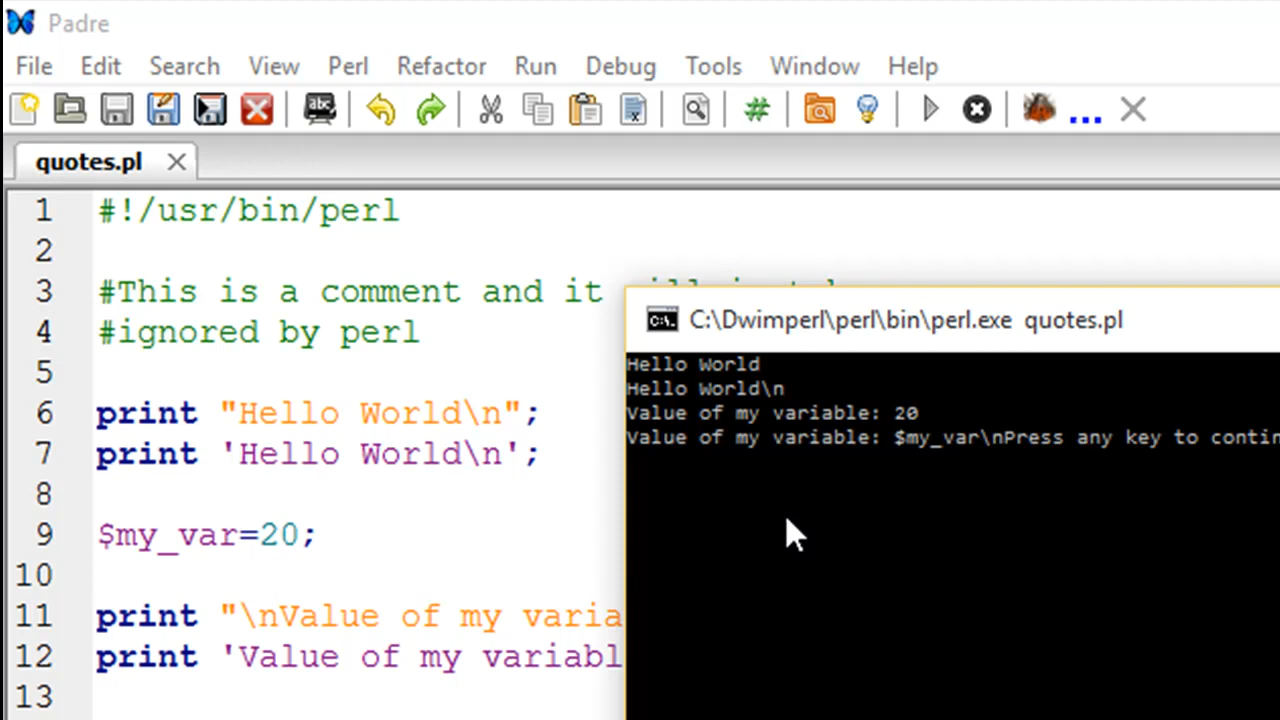 Padre
File Edit Search View Perl Refactor Run Debug Tools Window Help
abc # ...
quotes.pl
1 #!/usr/bin/perl
2
3 #This is a comment and it
4 #ignored by perl
5
6 print "Hello World\n";
7 print 'Hello World\n';
8
9 $my_var=20;
10
11 print "\nValue of my varia
12 print 'Value of my variabl
13
C:\Dwimperl\perl\bin\perl.exe quotes.pl
Hello World
Hello World\n
Value of my variable: 20
Value of my variable: $my_var\nPress any key to contin